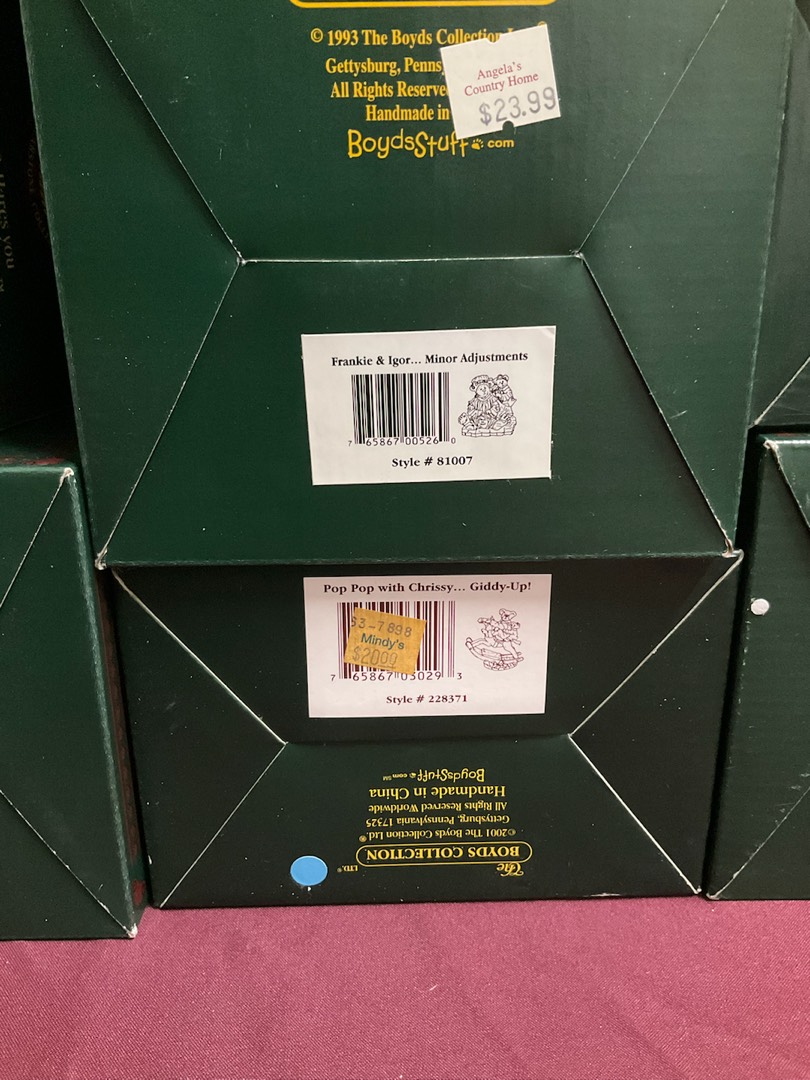 © 1993 The Boyds Collection
Gettysburg, Penns
All Rights Reserve
Handmade in
BoydsStuff.com
Angela's
Country Home
$23.99
Frankie & Igor... Minor Adjustments
7 65867 00526 0
Style # 81007
Pop Pop with Chrissy... Giddy-Up!
53-7898
Mindy's
$2000
7 65867 03029 3
Style # 228371
The
BOYDS COLLECTION
LTD.®
©2001 The Boyds Collection Ltd.®
Gettysburg, Pennsylvania 17325
All Rights Reserved Worldwide
Handmade in China
BoydsStuff.com℠
you